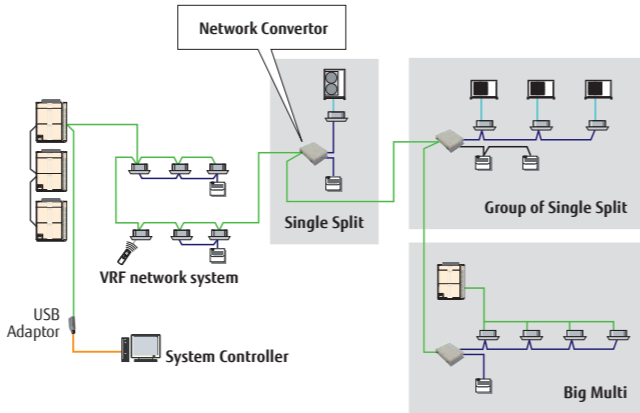 Network Convertor
Single Split
Group of Single Split
VRF network system
USB
Adaptor
System Controller
Big Multi